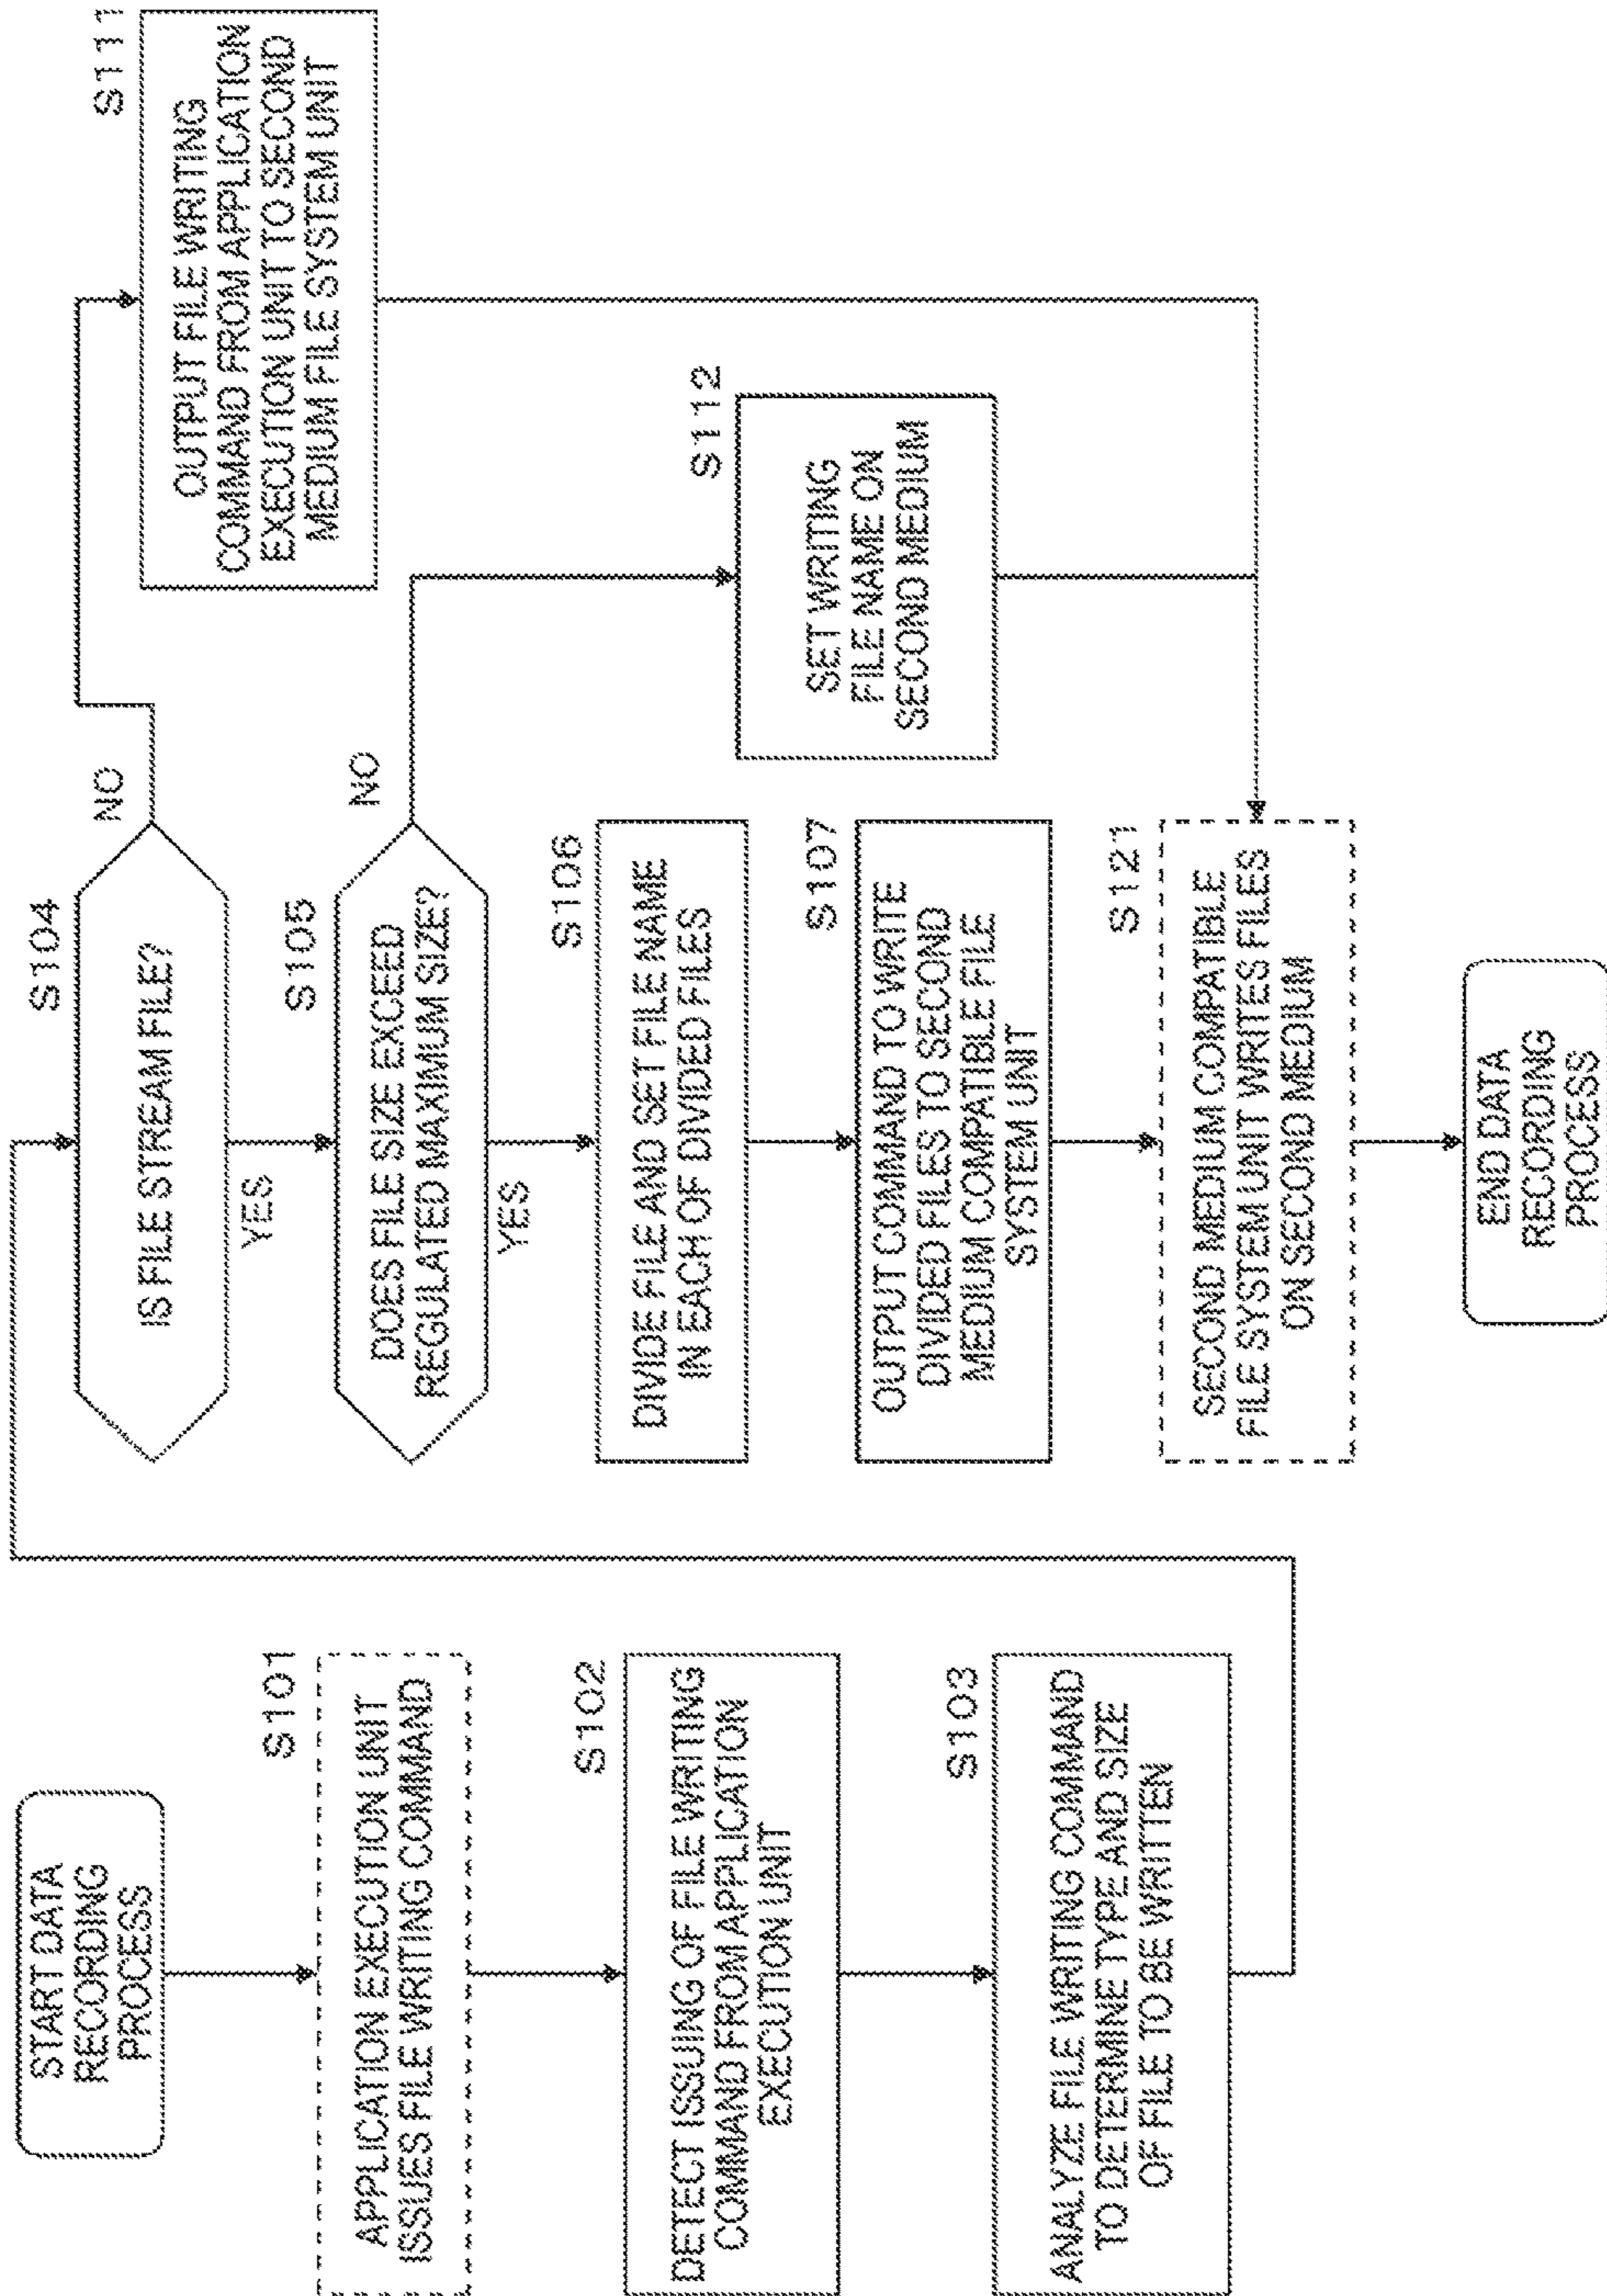 START DATA
RECORDING
PROCESS
S101
APPLICATION EXECUTION UNIT
ISSUES FILE WRITING COMMAND
S102
DETECT ISSUING OF FILE WRITING
COMMAND FROM APPLICATION
EXECUTION UNIT
S103
ANALYZE FILE WRITING COMMAND
TO DETERMINE TYPE AND SIZE
OF FILE TO BE WRITTEN
S104
IS FILE STREAM FILE?
NO
YES
S105
DOES FILE SIZE EXCEED
REGULATED MAXIMUM SIZE?
NO
YES
S106
DIVIDE FILE AND SET FILE NAME
IN EACH OF DIVIDED FILES
S107
OUTPUT COMMAND TO WRITE
DIVIDED FILES TO SECOND
MEDIUM COMPATIBLE FILE
SYSTEM UNIT
S121
SECOND MEDIUM COMPATIBLE
FILE SYSTEM UNIT WRITES FILES
ON SECOND MEDIUM
END DATA
RECORDING
PROCESS
S111
OUTPUT FILE WRITING
COMMAND FROM APPLICATION
EXECUTION UNIT TO SECOND
MEDIUM FILE SYSTEM UNIT
S112
SET WRITING
FILE NAME ON
SECOND MEDIUM